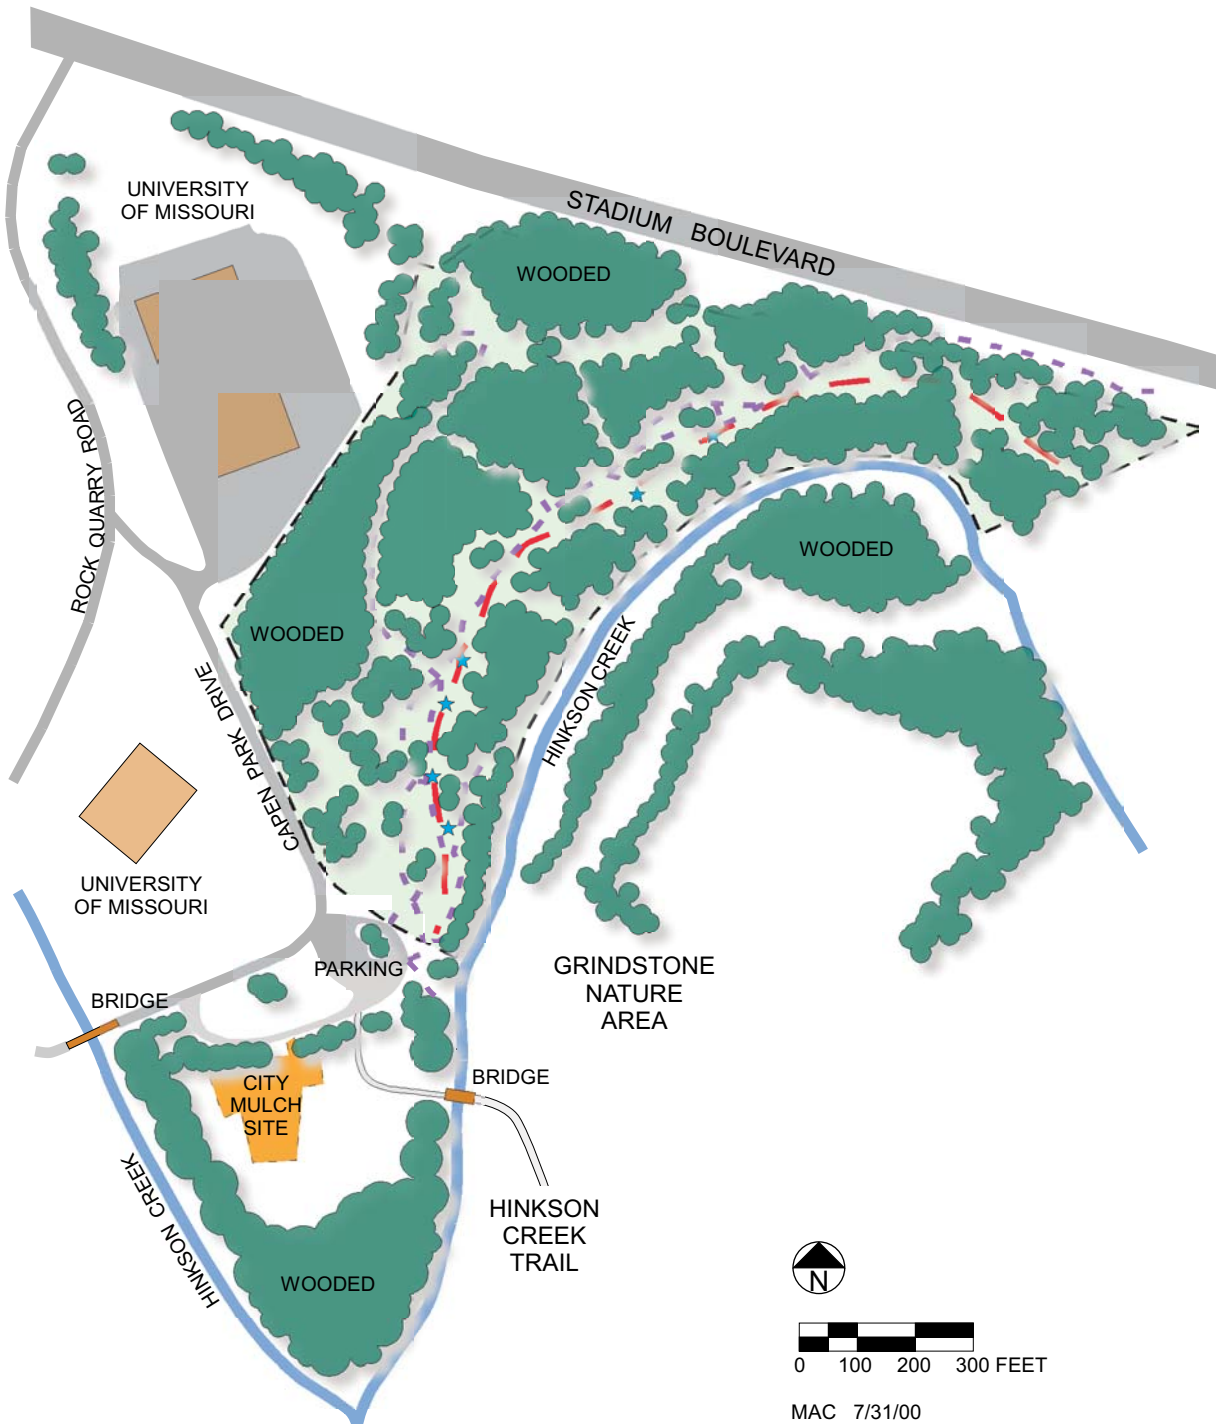 UNIVERSITY
OF MISSOURI
STADIUM BOULEVARD
WOODED
ROCK QUARRY ROAD
WOODED
WOODED
HINKSON CREEK
CAPEN PARK DRIVE
UNIVERSITY
OF MISSOURI
PARKING
GRINDSTONE
NATURE
AREA
BRIDGE
BRIDGE
CITY
MULCH
SITE
HINKSON CREEK
HINKSON
CREEK
TRAIL
WOODED
N
0 100 200 300 FEET
MAC 7/31/00